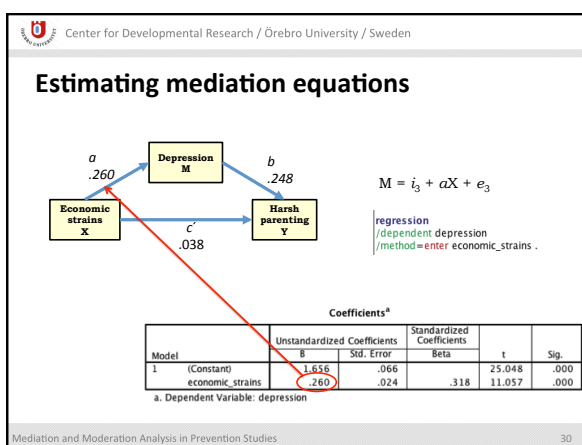 ÖREBRO UNIVERSITET
Center for Developmental Research / Örebro University / Sweden
Estimating mediation equations
a
.260
Depression
M
b
.248
Economic
strains
X
c´
.038
Harsh
parenting
Y
M = i3 + aX + e3
regression
/dependent depression
/method=enter economic_strains .
Coefficientsa
Model
Unstandardized Coefficients
Standardized
Coefficients
B Std. Error Beta t Sig.
1 (Constant) 1.656 .066 25.048 .000
economic_strains .260 .024 .318 11.057 .000
a. Dependent Variable: depression
Mediation and Moderation Analysis in Prevention Studies 30